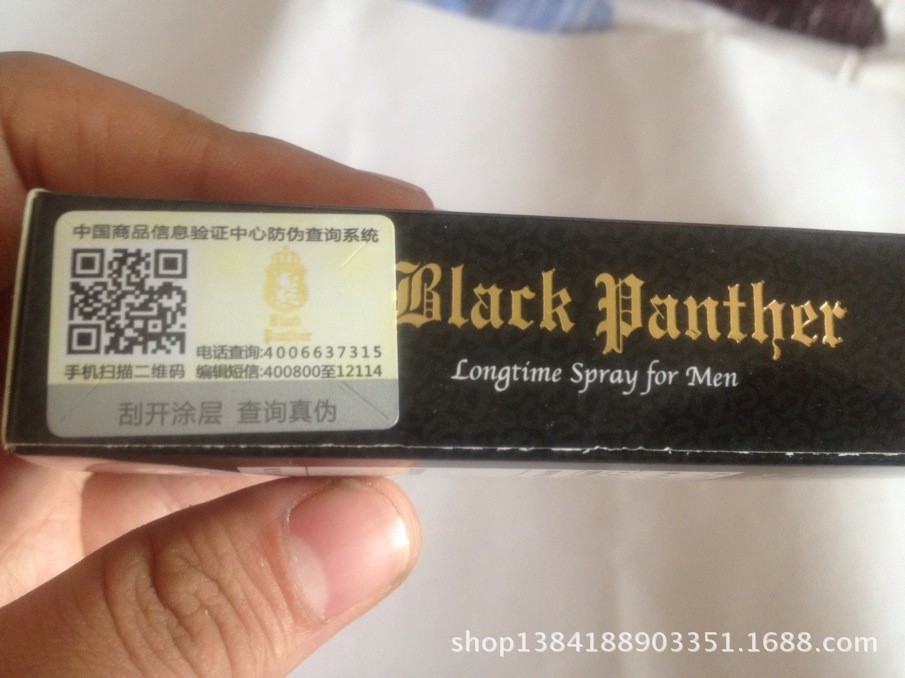 中国商品信息验证中心防伪查询系统
Black Panther
电话查询:4006637315
手机扫描二维码 编辑短信:400800至12114
刮开涂层 查询真伪
Black Panther
Longtime Spray for Men
shop1384188903351.1688.com